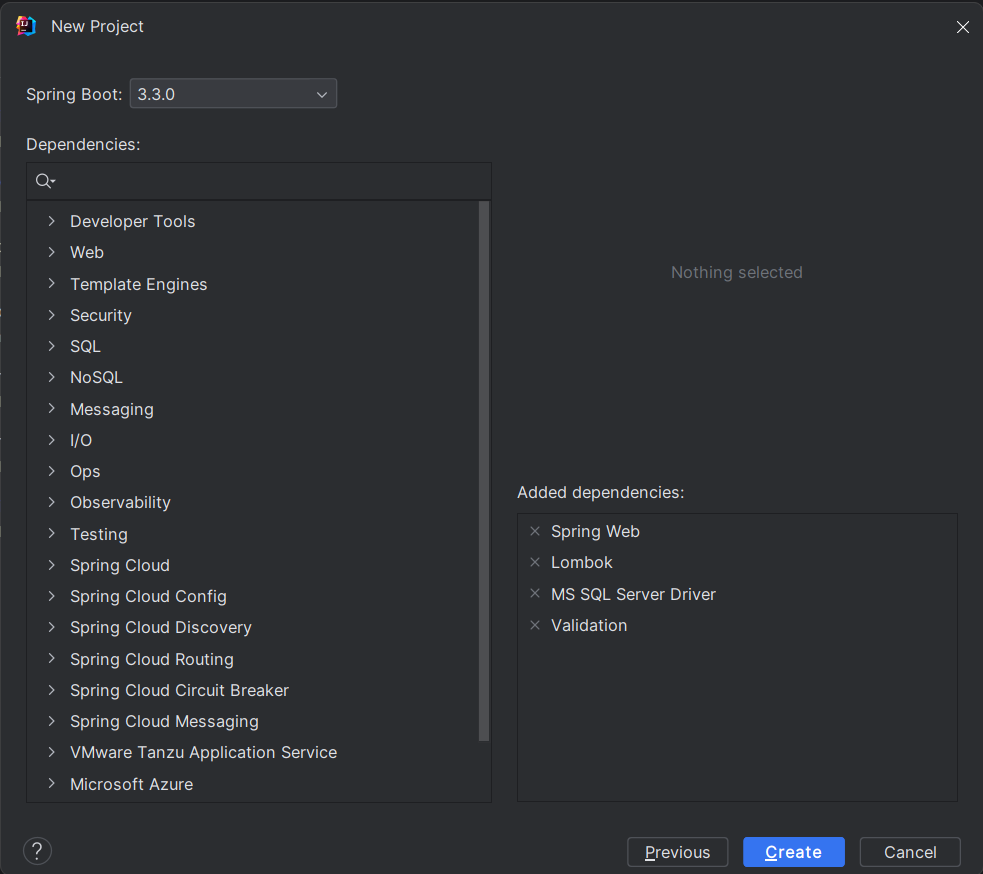 New Project
Spring Boot: 3.3.0
Dependencies:
Developer Tools
Web
Template Engines
Security
SQL
NoSQL
Messaging
I/O
Ops
Observability
Testing
Spring Cloud
Spring Cloud Config
Spring Cloud Discovery
Spring Cloud Routing
Spring Cloud Circuit Breaker
Spring Cloud Messaging
VMware Tanzu Application Service
Microsoft Azure
Nothing selected
Added dependencies:
Spring Web
Lombok
MS SQL Server Driver
Validation
? Previous Create Cancel